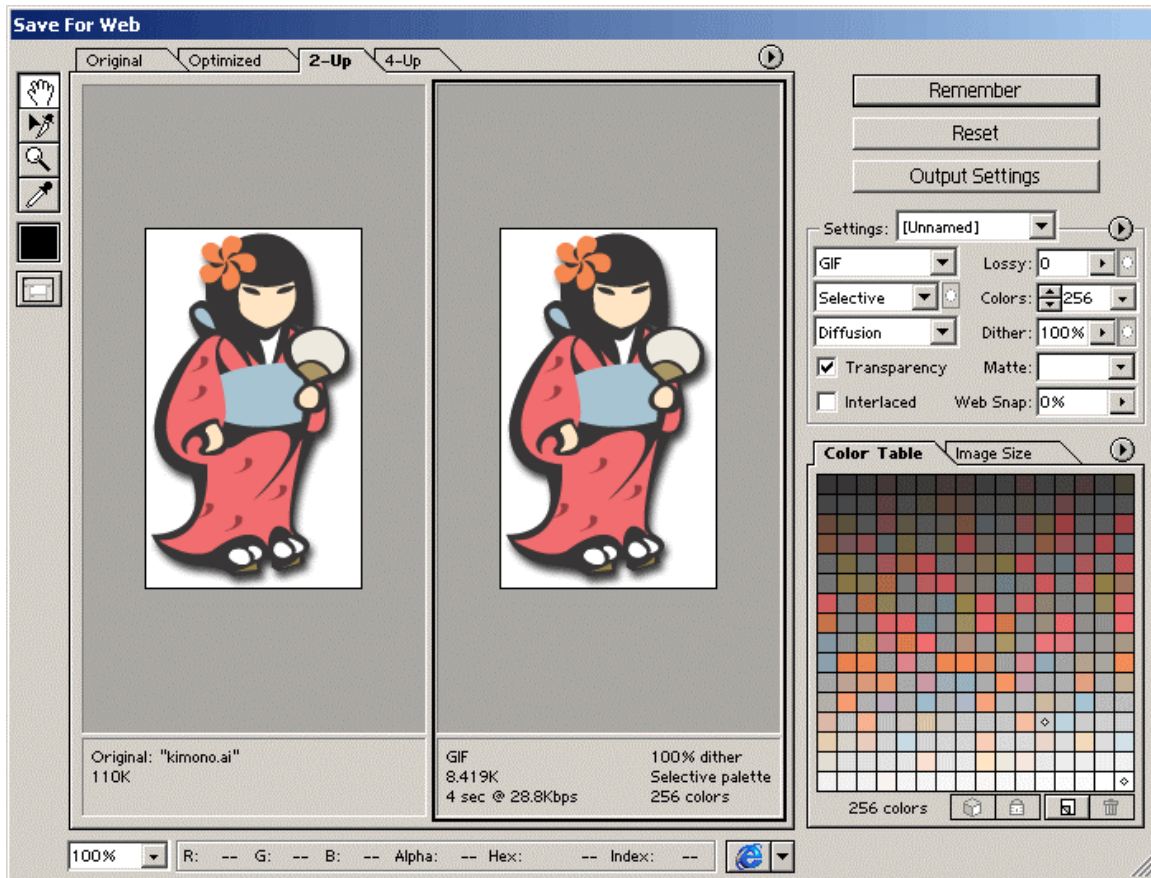 Save For Web
Original Optimized 2-Up 4-Up
Remember
Reset
Output Settings
Settings: [Unnamed]
GIF Lossy: 0
Selective Colors: 256
Diffusion Dither: 100%
Transparency Matte:
Interlaced Web Snap: 0%
Color Table Image Size
Original: "kimono.ai"
110K
GIF 100% dither
8.419K Selective palette
4 sec @ 28.8Kbps 256 colors
256 colors
100% R: -- G: -- B: -- Alpha: -- Hex: -- Index: --